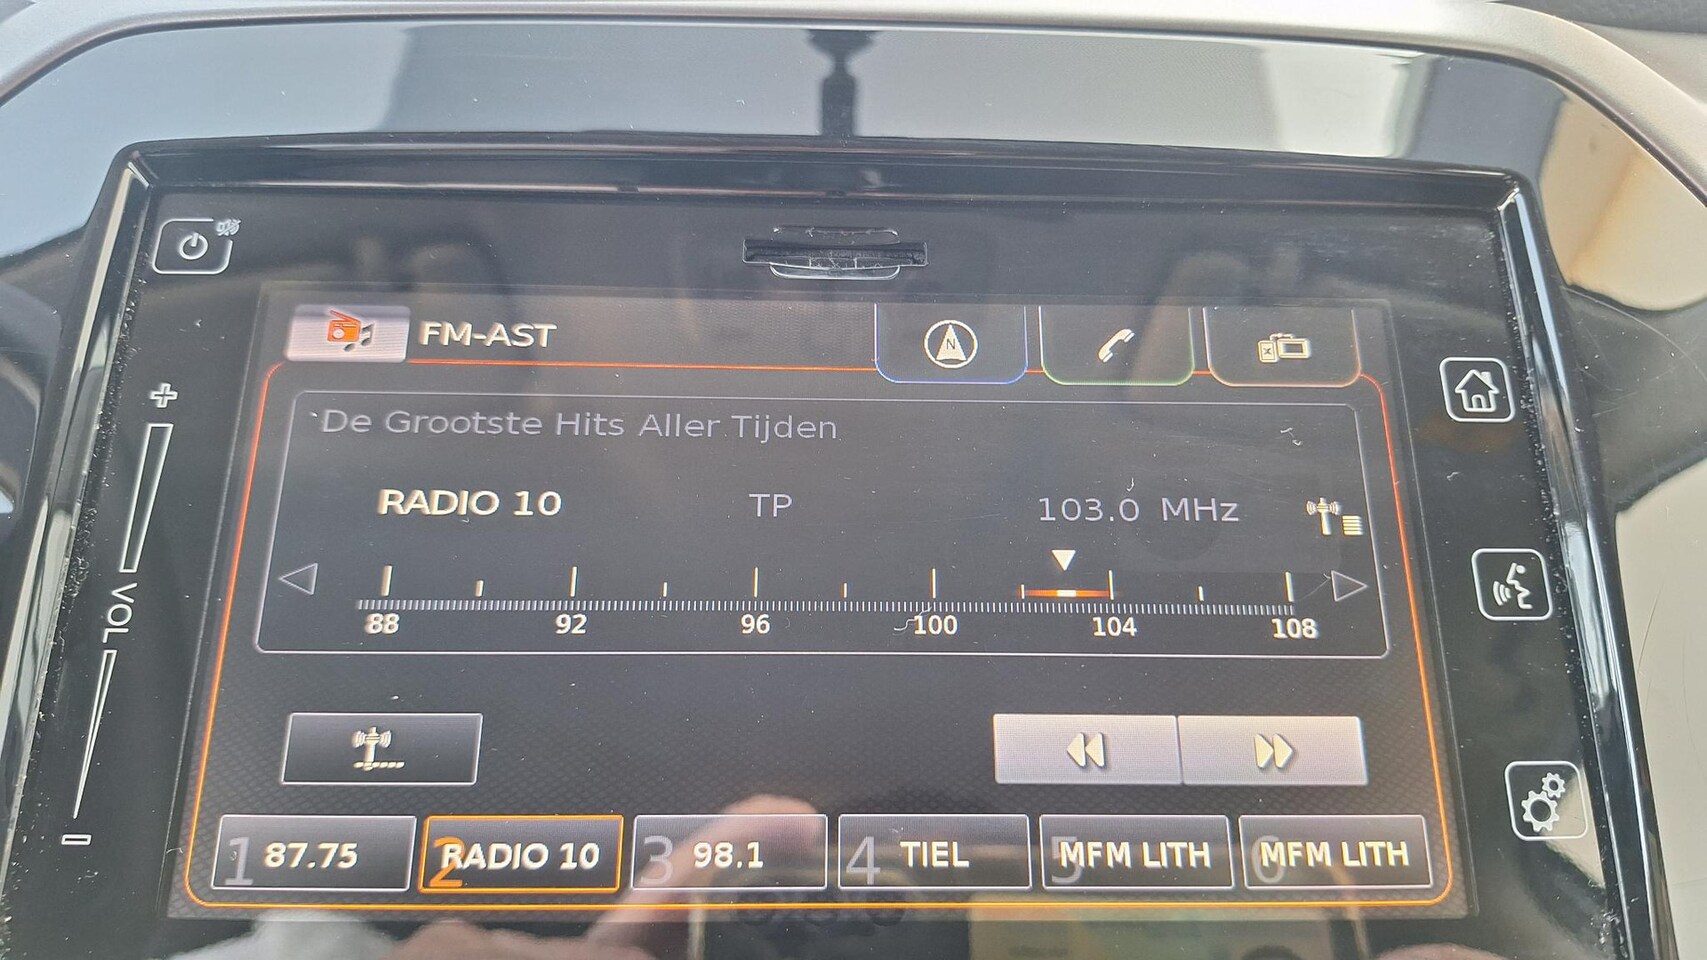 FM-AST
N
De Grootste Hits Aller Tijden
RADIO 10 TP 103.0 MHz
88 92 96 100 104 108
+
VOL
-
1 87.75 2 RADIO 10 3 98.1 4 TIEL 5 MFM LITH 6 MFM LITH